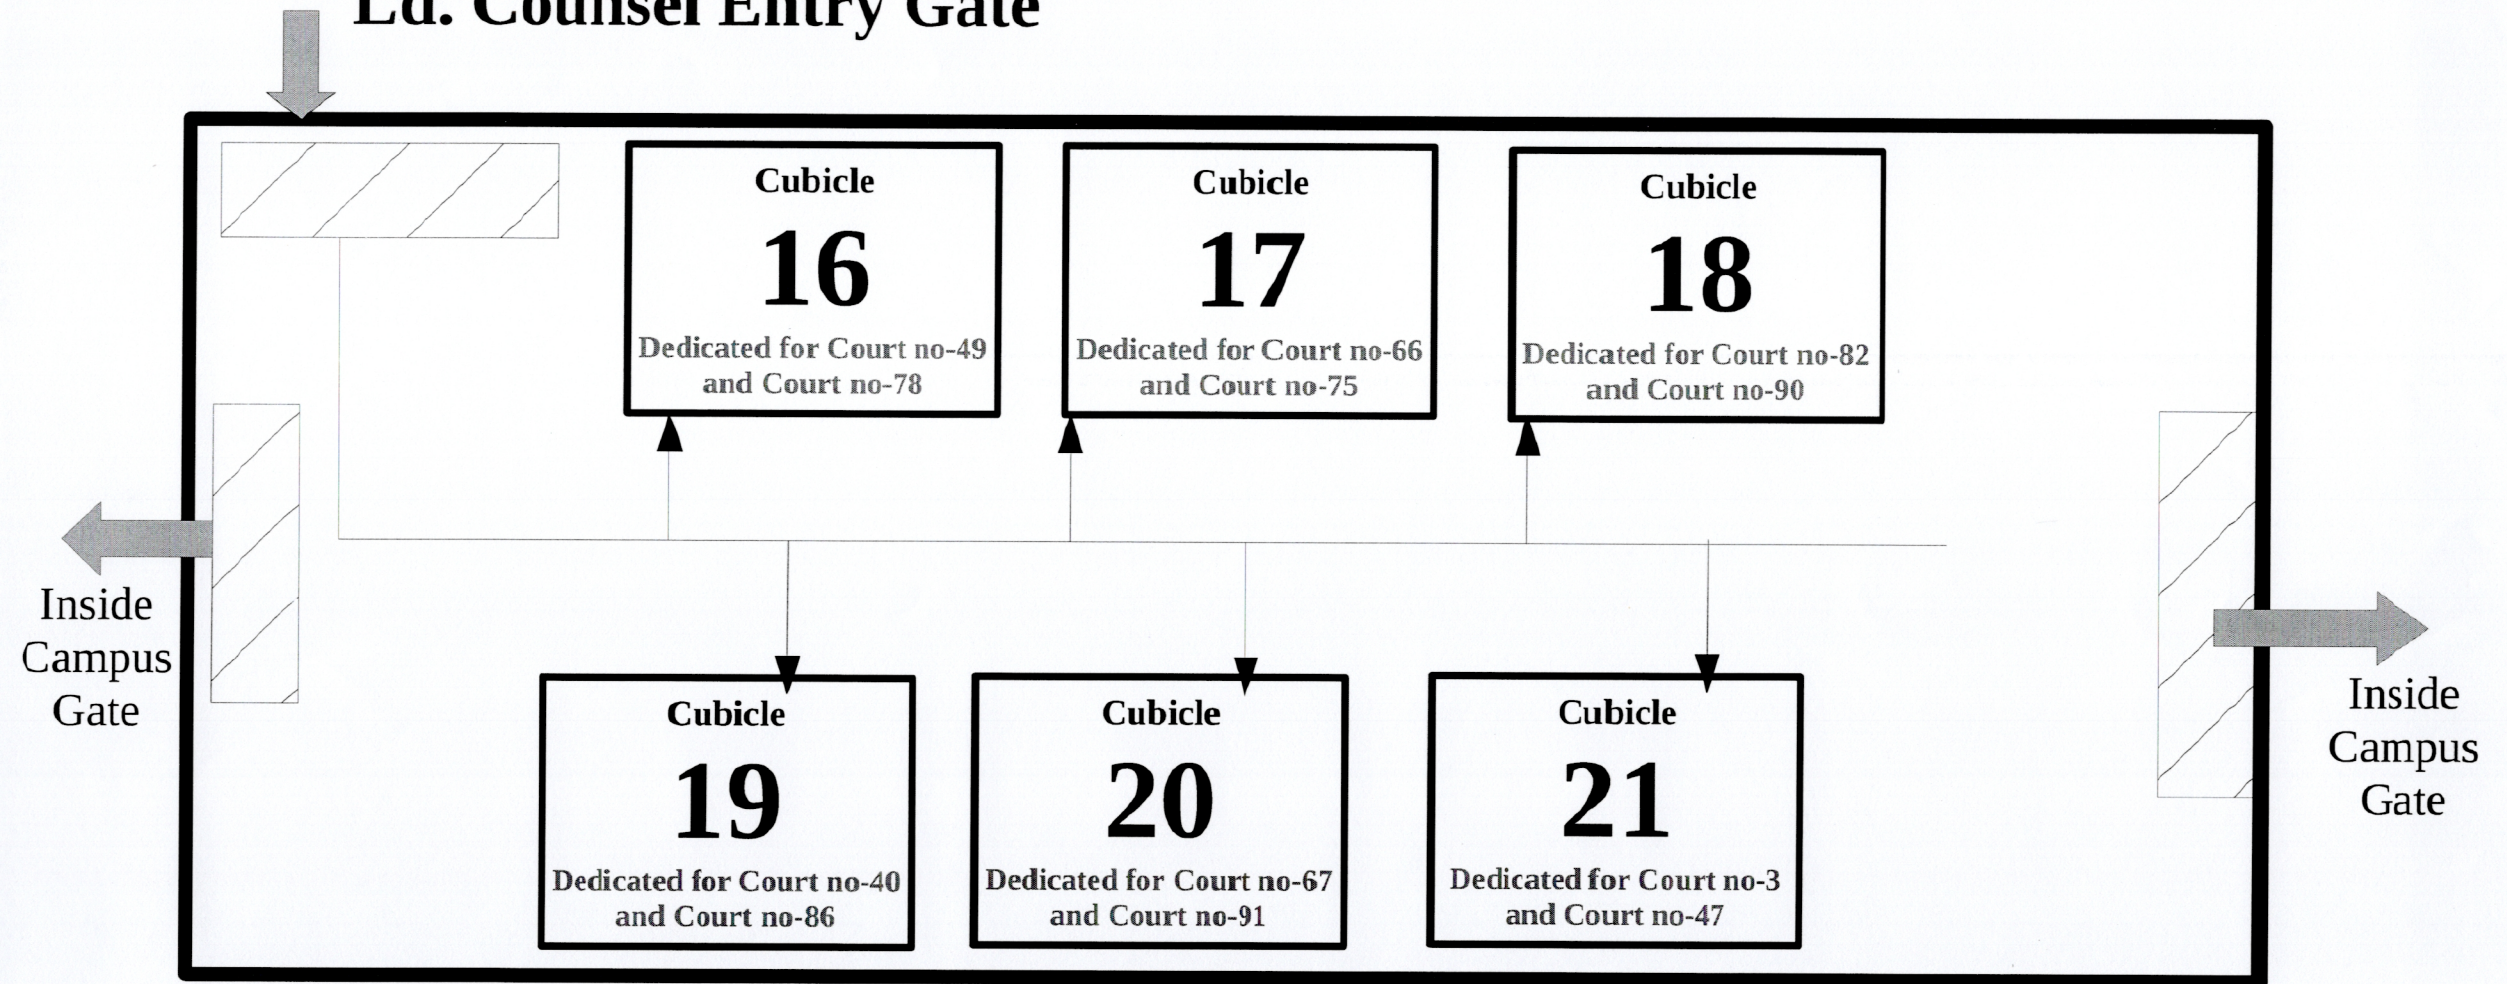 Ld. Counsel Entry Gate
Cubicle
16
Dedicated for Court no-49
and Court no-78
Cubicle
17
Dedicated for Court no-66
and Court no-75
Cubicle
18
Dedicated for Court no-82
and Court no-90
Inside
Campus
Gate
Cubicle
19
Dedicated for Court no-40
and Court no-86
Cubicle
20
Dedicated for Court no-67
and Court no-91
Cubicle
21
Dedicated for Court no-3
and Court no-47
Inside
Campus
Gate